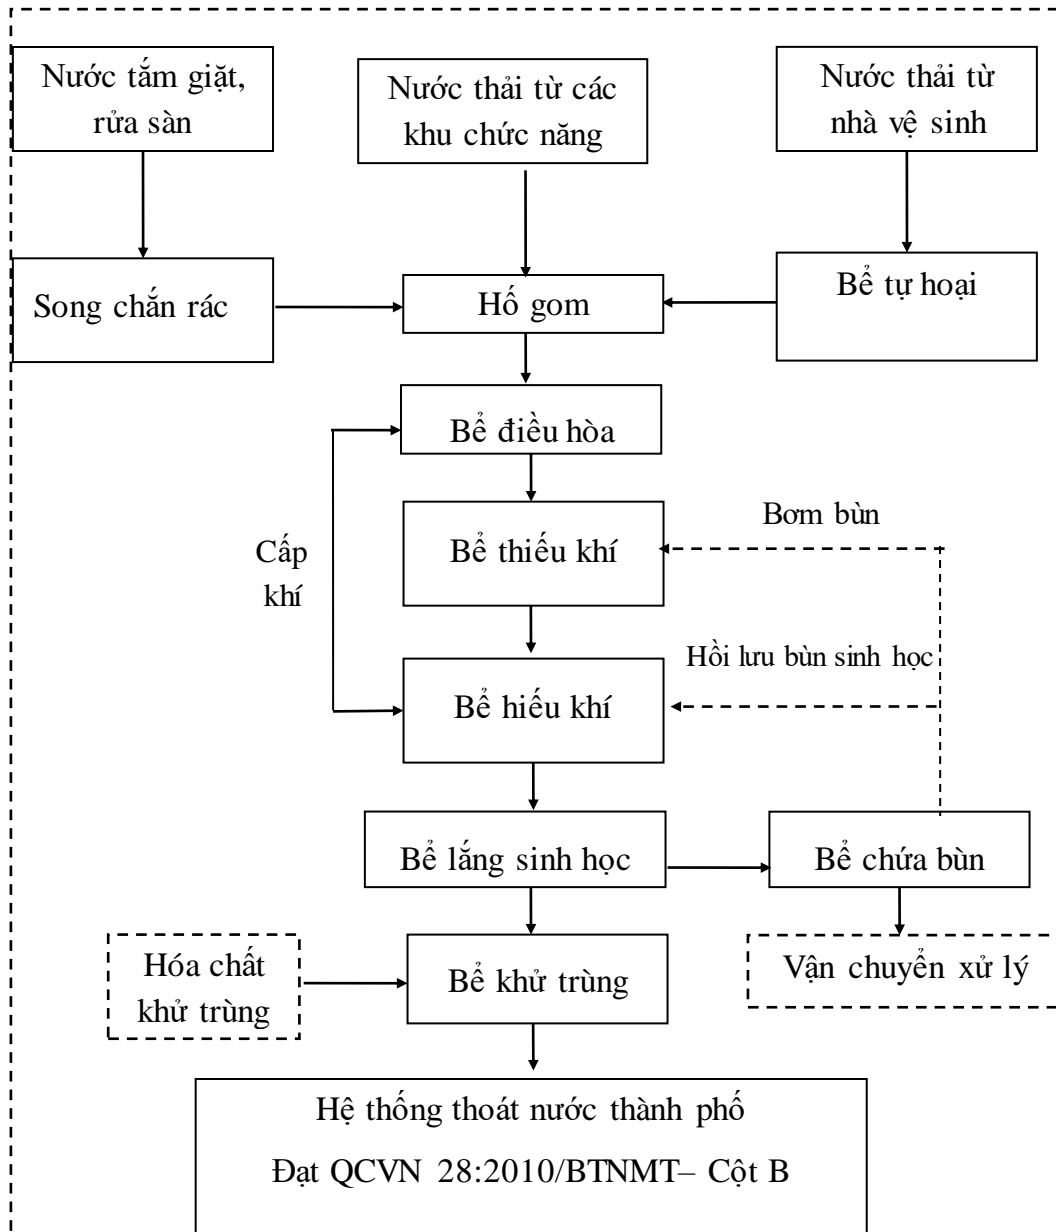 Nước tắm giặt,
rửa sàn
Nước thải từ các
khu chức năng
Nước thải từ
nhà vệ sinh
Song chắn rác
Hố gom
Bể tự hoại
Bể điều hòa
Cấp
khí
Bể thiếu khí
Bơm bùn
Hồi lưu bùn sinh học
Bể hiếu khí
Bể lắng sinh học
Bể chứa bùn
Hóa chất
khử trùng
Bể khử trùng
Vận chuyển xử lý
Hệ thống thoát nước thành phố
Đạt QCVN 28:2010/BTNMT– Cột B